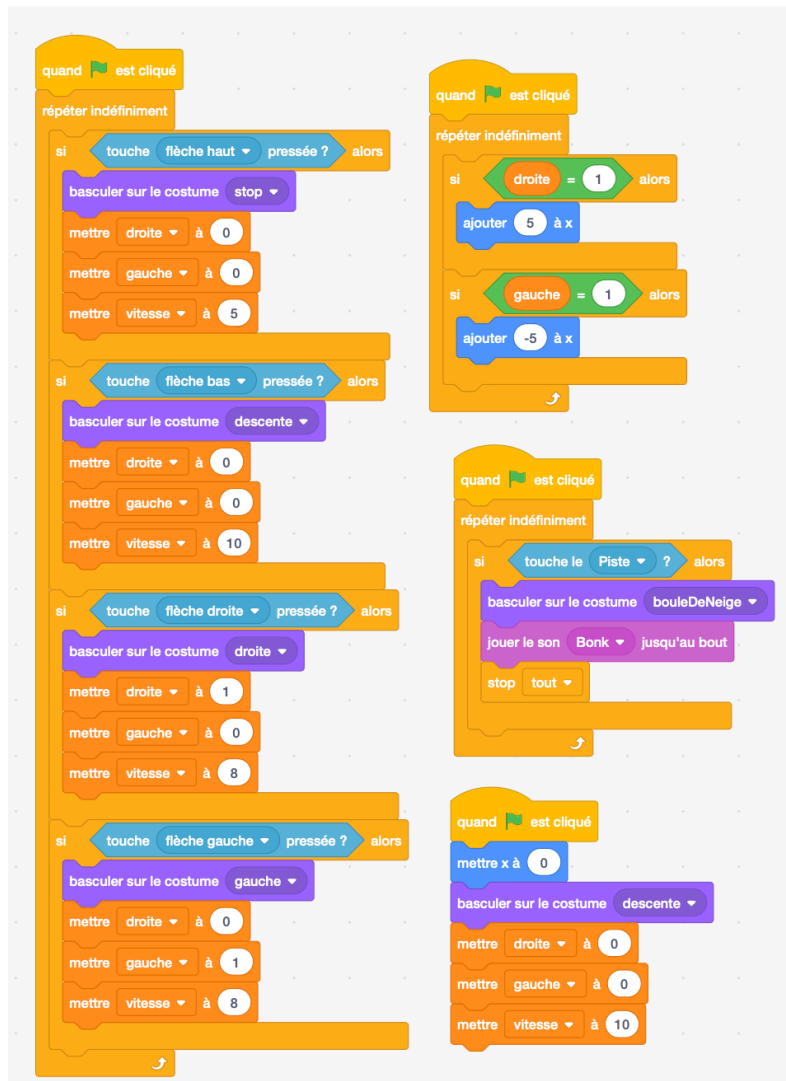 quand est cliqué
répéter indéfiniment
si touche flèche haut pressée ? alors
basculer sur le costume stop
mettre droite à 0
mettre gauche à 0
mettre vitesse à 5
si touche flèche bas pressée ? alors
basculer sur le costume descente
mettre droite à 0
mettre gauche à 0
mettre vitesse à 10
si touche flèche droite pressée ? alors
basculer sur le costume droite
mettre droite à 1
mettre gauche à 0
mettre vitesse à 8
si touche flèche gauche pressée ? alors
basculer sur le costume gauche
mettre droite à 0
mettre gauche à 1
mettre vitesse à 8
quand est cliqué
répéter indéfiniment
si droite = 1 alors
ajouter 5 à x
si gauche = 1 alors
ajouter -5 à x
quand est cliqué
répéter indéfiniment
si touche le Piste ? alors
basculer sur le costume bouleDeNeige
jouer le son Bonk jusqu'au bout
stop tout
quand est cliqué
mettre x à 0
basculer sur le costume descente
mettre droite à 0
mettre gauche à 0
mettre vitesse à 10